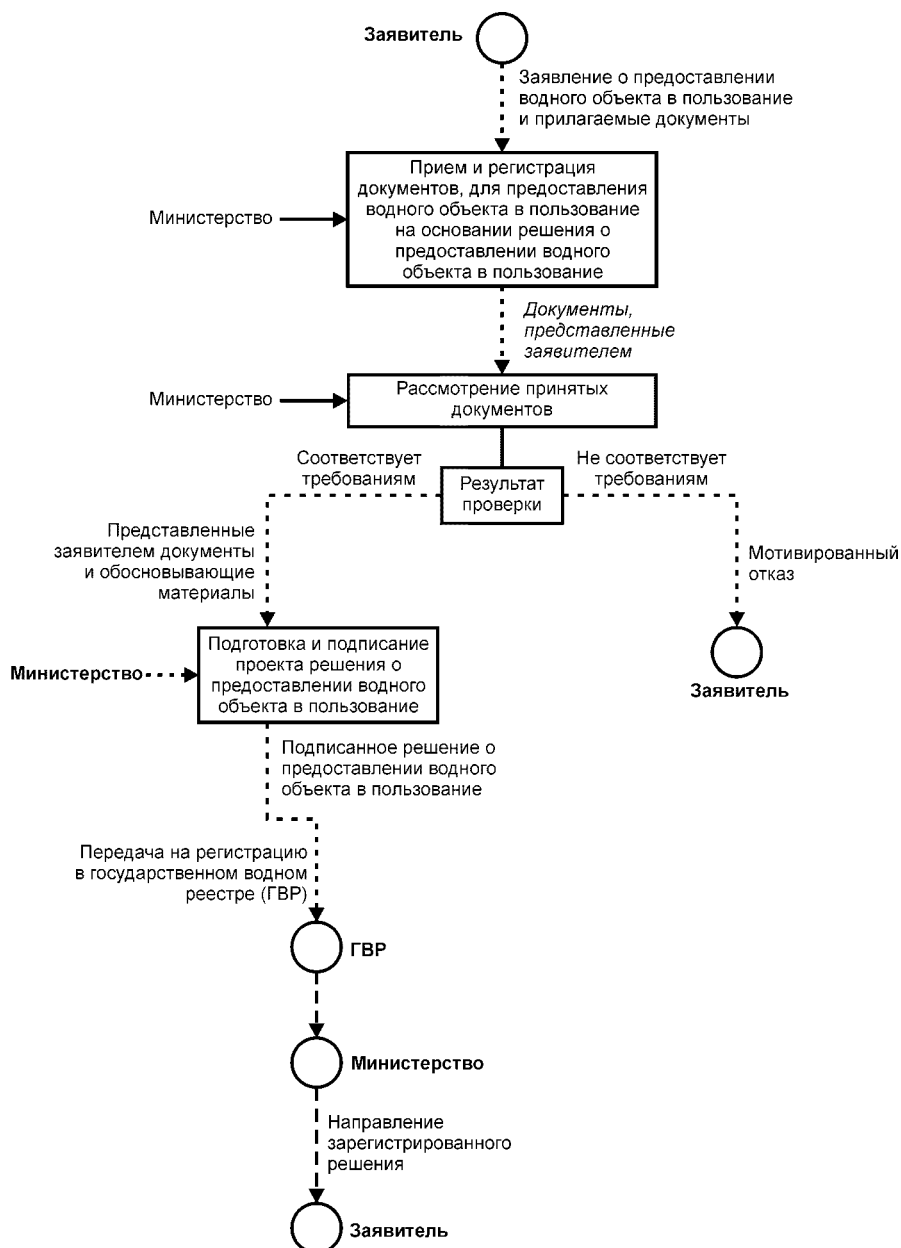 Заявитель
Заявление о предоставлении
водного объекта в пользование
и прилагаемые документы
Прием и регистрация
документов, для предоставления
водного объекта в пользование
на основании решения о
предоставлении водного
объекта в пользование
Министерство
Документы,
представленные
заявителем
Министерство
Рассмотрение принятых
документов
Соответствует
требованиям
Не соответствует
требованиям
Результат
проверки
Представленные
заявителем документы
и обосновывающие
материалы
Мотивированный
отказ
Подготовка и подписание
проекта решения о
предоставлении водного
объекта в пользование
Министерство
Заявитель
Подписанное решение о
предоставлении водного
объекта в пользование
Передача на регистрацию
в государственном водном
реестре (ГВР)
ГВР
Министерство
Направление
зарегистрированного
решения
Заявитель